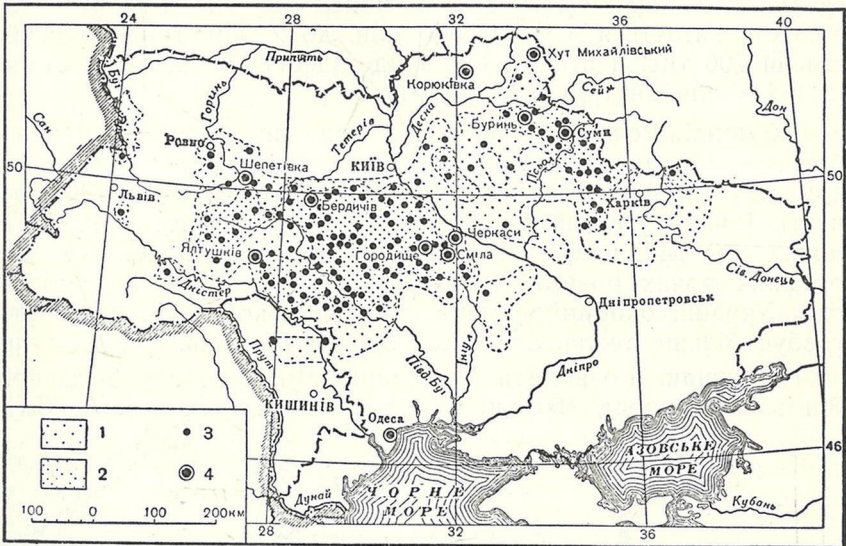 24
28
32
36
40
Хут Михайлівський
Прип'ять
Корюківка
Сейм
Буг
Горинь
Десна
Дон
Сан
Буринь
Суми
Тетерів
Ровно
Псьол
50
Шепетівка
КИЇВ
50
Львів
Бердичів
Харків
Черкаси
Ялтушків
Городище
Сміла
Сів. Донець
Дністер
Дніпропетровськ
Прут
Півд. Буг
Інгул
Дніпро
КИШИНІВ
Одеса
1
3
АЗОВСЬКЕ
МОРЕ
46
2
4
Дунай
ЧОРНЕ
МОРЕ
Кубань
100 0 100 200км
28
32
36